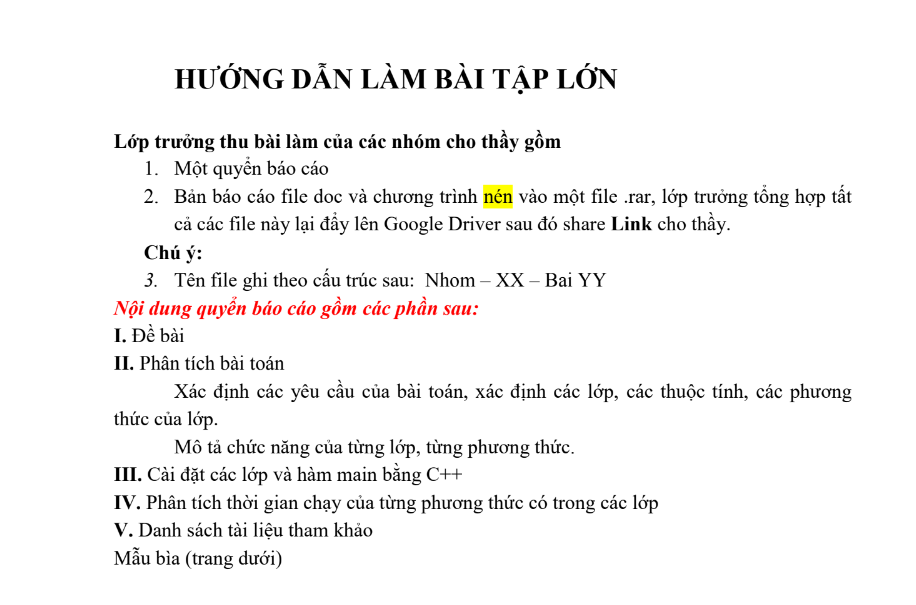 HƯỚNG DẪN LÀM BÀI TẬP LỚN
Lớp trưởng thu bài làm của các nhóm cho thầy gồm
1. Một quyển báo cáo
2. Bản báo cáo file doc và chương trình nén vào một file .rar, lớp trưởng tổng hợp tất
cả các file này lại đẩy lên Google Driver sau đó share Link cho thầy.
Chú ý:
3. Tên file ghi theo cấu trúc sau: Nhom – XX – Bai YY
Nội dung quyển báo cáo gồm các phần sau:
I. Đề bài
II. Phân tích bài toán
Xác định các yêu cầu của bài toán, xác định các lớp, các thuộc tính, các phương
thức của lớp.
Mô tả chức năng của từng lớp, từng phương thức.
III. Cài đặt các lớp và hàm main bằng C++
IV. Phân tích thời gian chạy của từng phương thức có trong các lớp
V. Danh sách tài liệu tham khảo
Mẫu bìa (trang dưới)